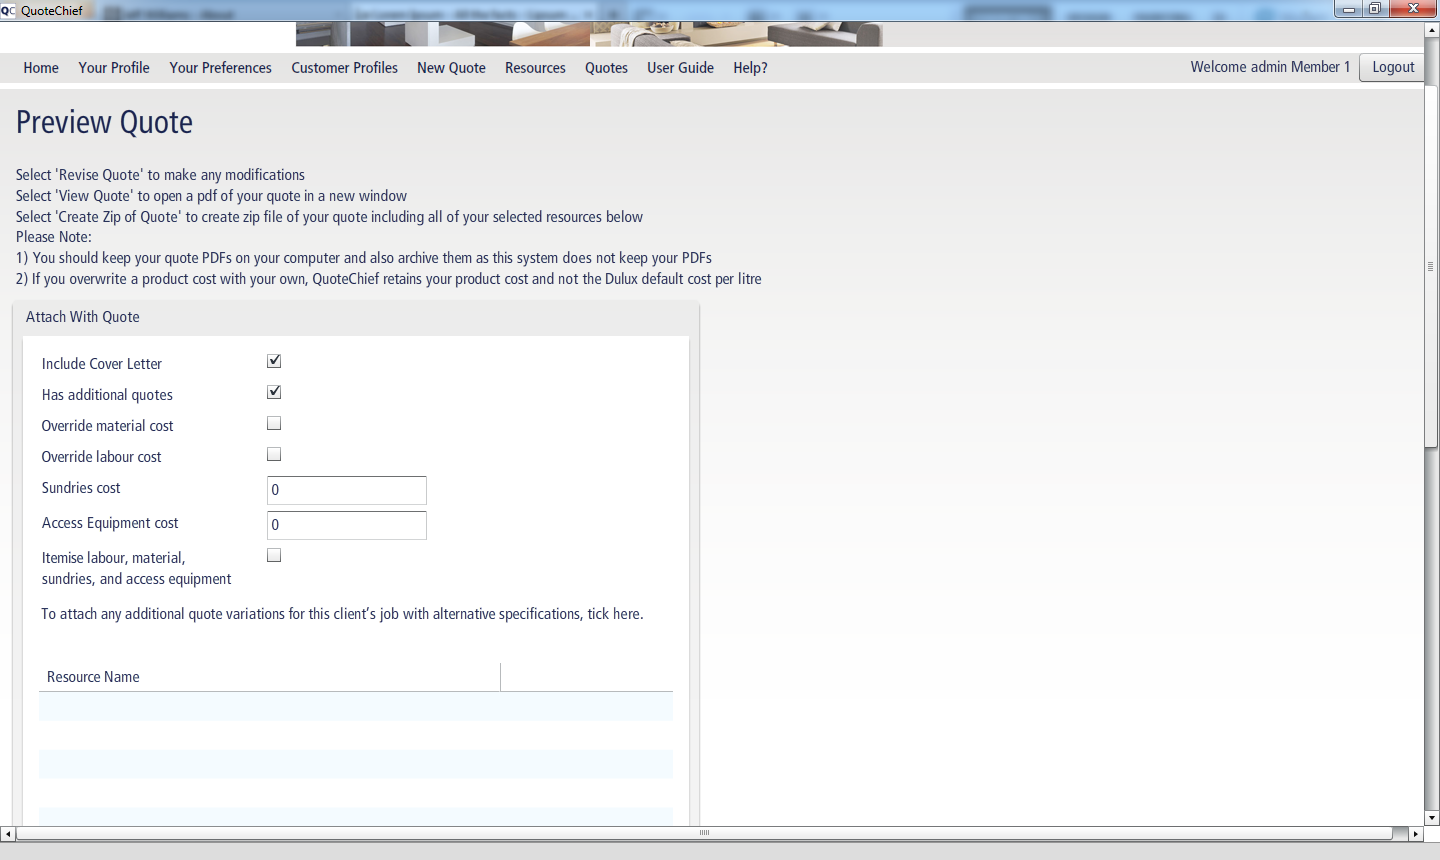 QC QuoteChief
Home Your Profile Your Preferences Customer Profiles New Quote Resources Quotes User Guide Help? Welcome admin Member 1 Logout
Preview Quote
Select 'Revise Quote' to make any modifications
Select 'View Quote' to open a pdf of your quote in a new window
Select 'Create Zip of Quote' to create zip file of your quote including all of your selected resources below
Please Note:
1) You should keep your quote PDFs on your computer and also archive them as this system does not keep your PDFs
2) If you overwrite a product cost with your own, QuoteChief retains your product cost and not the Dulux default cost per litre
Attach With Quote
Include Cover Letter
Has additional quotes
Override material cost
Override labour cost
Sundries cost 0
Access Equipment cost 0
Itemise labour, material,
sundries, and access equipment
To attach any additional quote variations for this client’s job with alternative specifications, tick here.
Resource Name